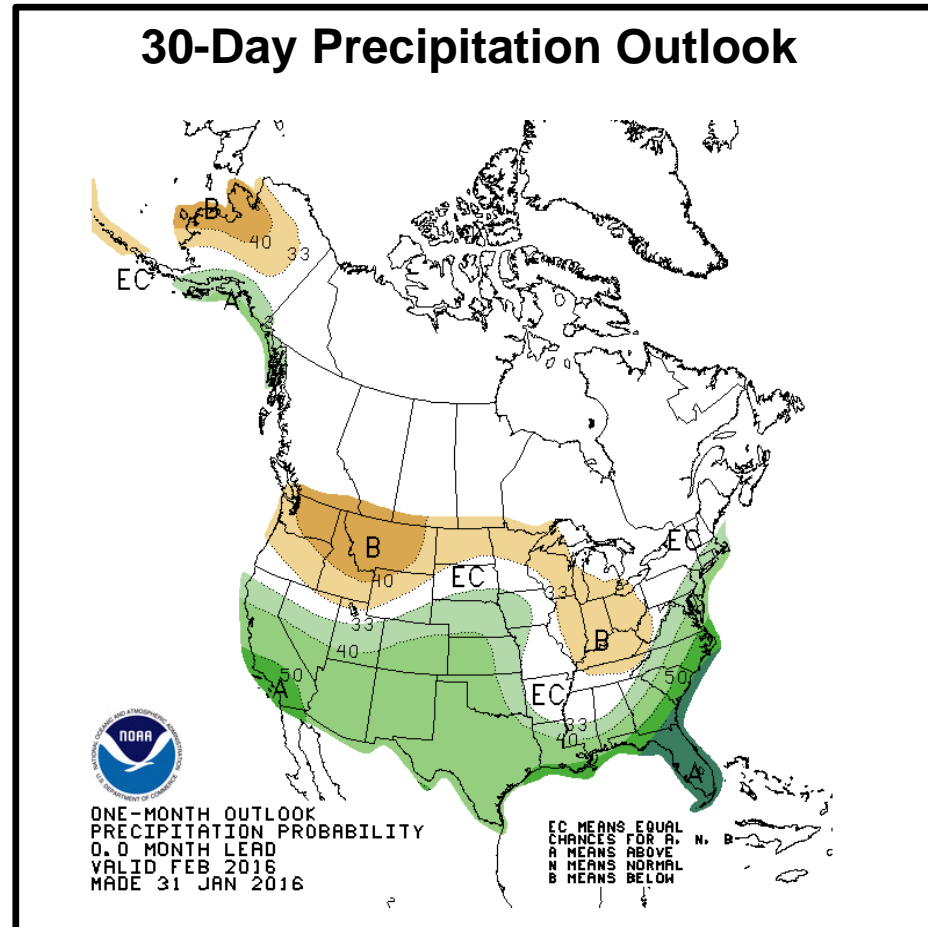 30-Day Precipitation Outlook
B
40
33
EC
A
B
40
EC
EC
33
33
40
B
50
A
50
EC
33
40
A
NATIONAL OCEANIC AND ATMOSPHERIC ADMINISTRATION
NOAA
U.S. DEPARTMENT OF COMMERCE
ONE-MONTH OUTLOOK
PRECIPITATION PROBABILITY
0.0 MONTH LEAD
VALID FEB 2016
MADE 31 JAN 2016
EC MEANS EQUAL
CHANCES FOR A, N, B
A MEANS ABOVE
N MEANS NORMAL
B MEANS BELOW